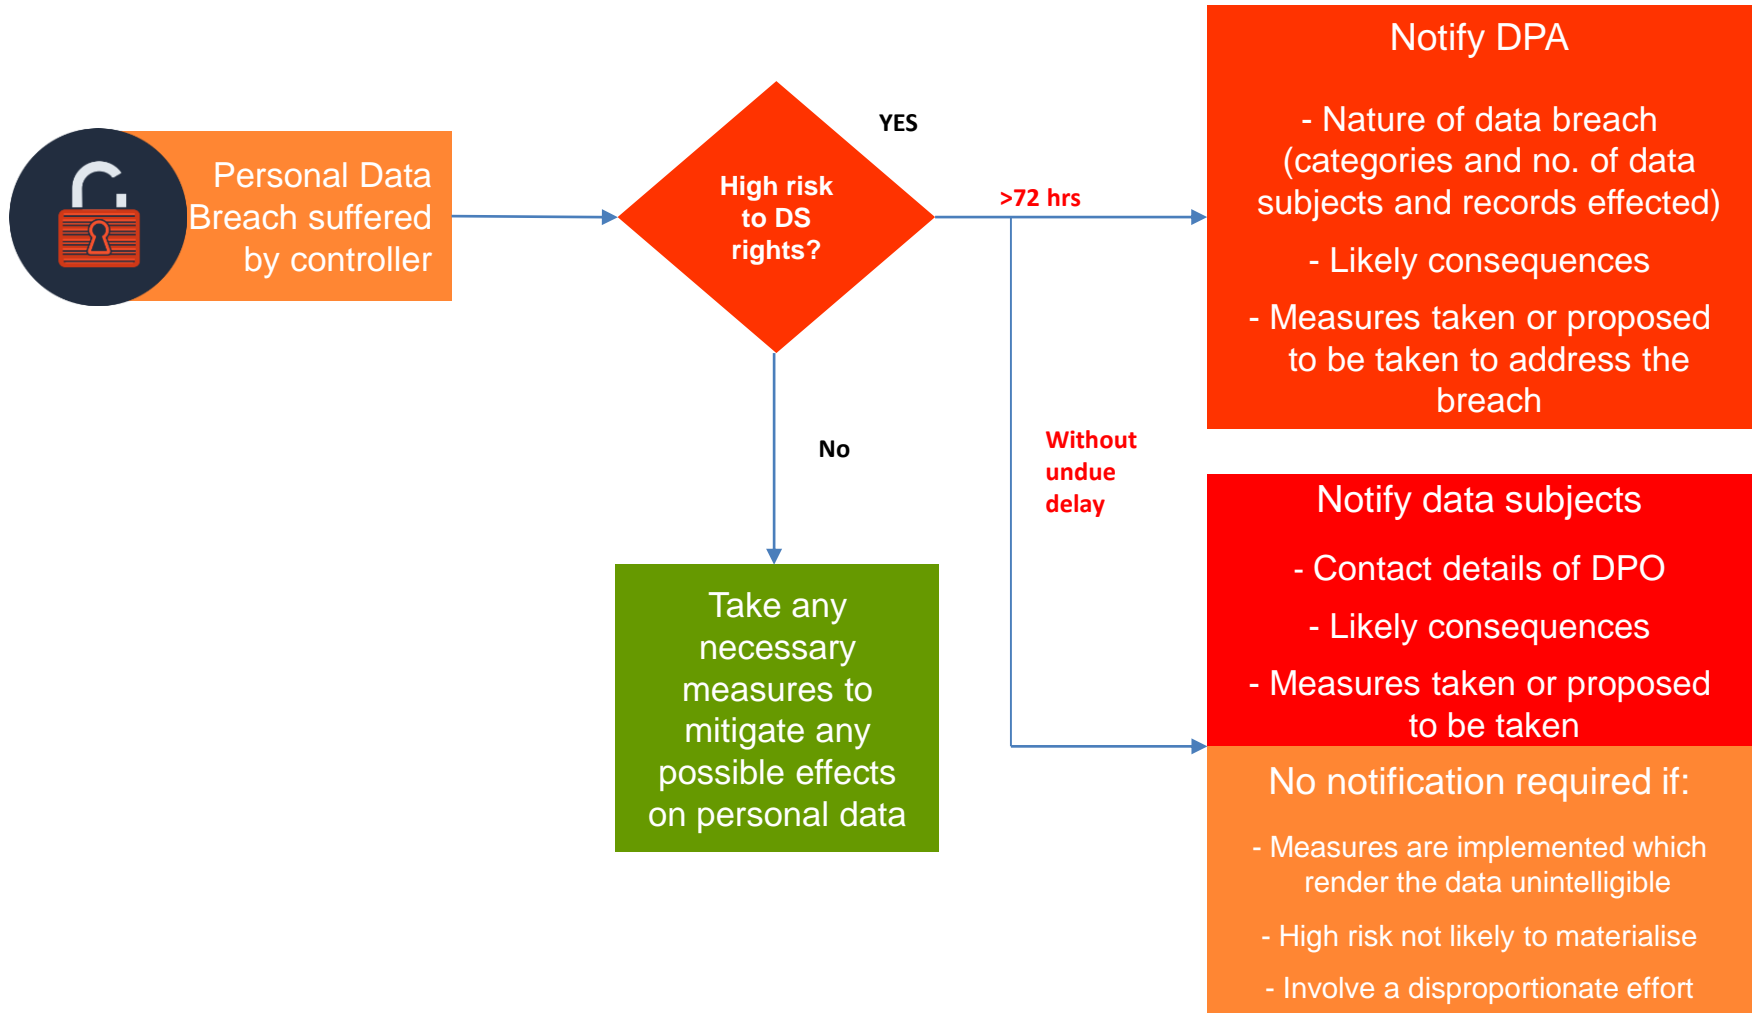 Personal Data
Breach suffered
by controller
High risk
to DS
rights?
YES
No
>72 hrs
Without
undue
delay
Take any
necessary
measures to
mitigate any
possible effects
on personal data
Notify DPA
- Nature of data breach
(categories and no. of data
subjects and records effected)
- Likely consequences
- Measures taken or proposed
to be taken to address the
breach
Notify data subjects
- Contact details of DPO
- Likely consequences
- Measures taken or proposed
to be taken
No notification required if:
- Measures are implemented which
render the data unintelligible
- High risk not likely to materialise
- Involve a disproportionate effort